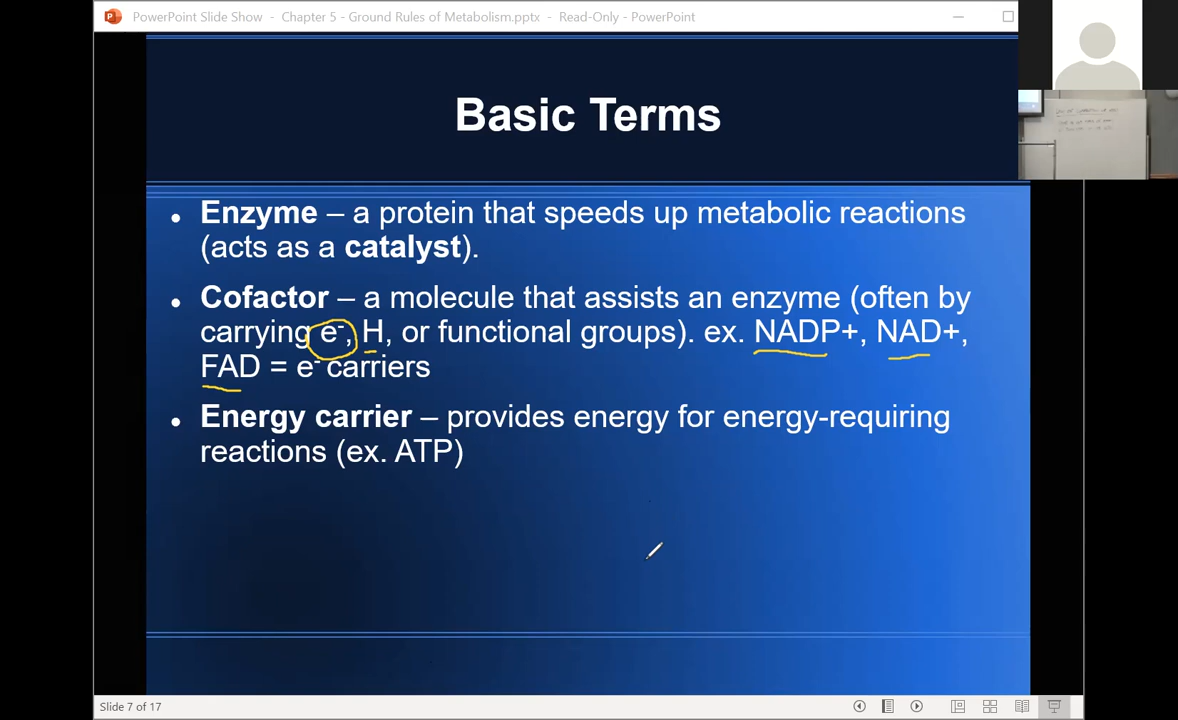 PowerPoint Slide Show - Chapter 5 - Ground Rules of Metabolism.pptx - Read-Only - PowerPoint
Basic Terms
• Enzyme – a protein that speeds up metabolic reactions
(acts as a catalyst).
• Cofactor – a molecule that assists an enzyme (often by
carrying e-, H, or functional groups). ex. NADP+, NAD+,
FAD = e- carriers
• Energy carrier – provides energy for energy-requiring
reactions (ex. ATP)
Slide 7 of 17